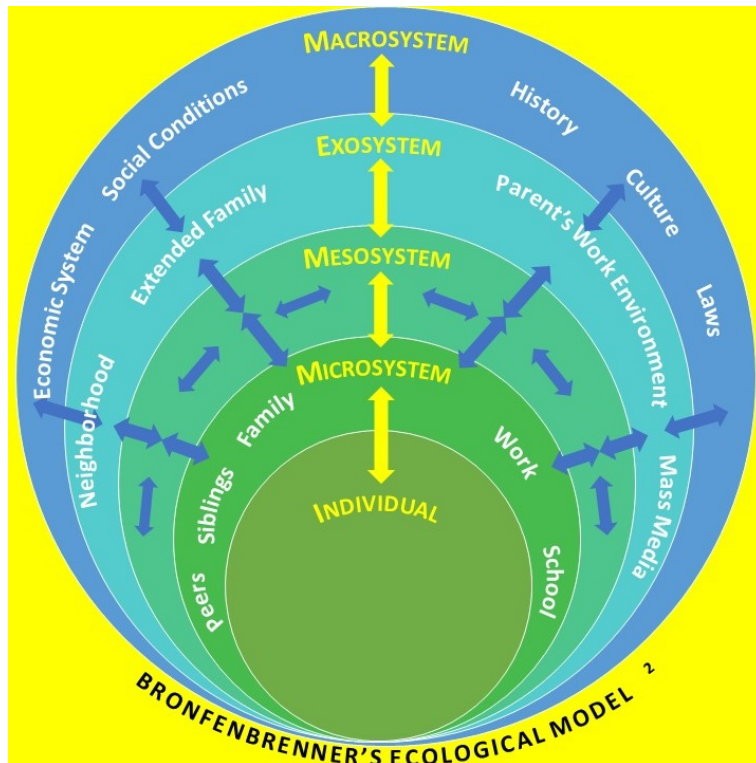 MACROSYSTEM
Social Conditions
History
EXOSYSTEM
Culture
Extended Family
Parent's Work Environment
Economic System
MESOSYSTEM
Laws
Neighborhood
MICROSYSTEM
Family
Work
Mass Media
Siblings
INDIVIDUAL
Peers
School
BRONFENBRENNER'S ECOLOGICAL MODEL 2